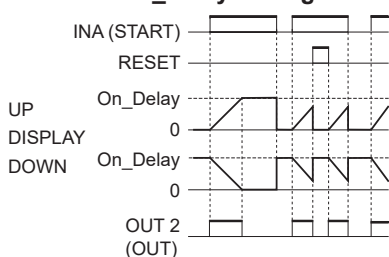 INA (START)
RESET
UP
DISPLAY
DOWN
On_Delay
0
On_Delay
0
OUT 2
(OUT)